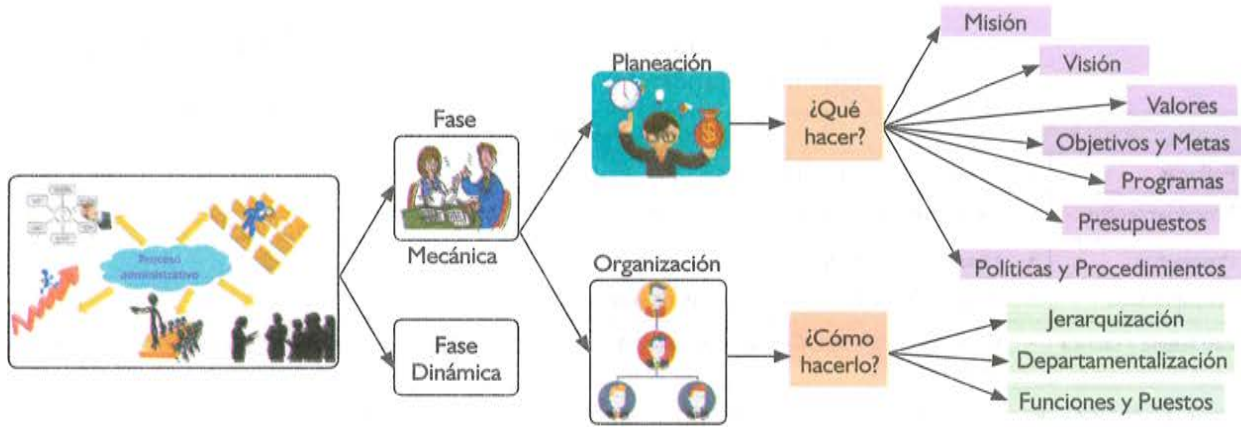 Proceso
administrativo
Fase
Mecánica
Fase
Dinámica
Planeación
¿Qué
hacer?
Misión
Visión
Valores
Objetivos y Metas
Programas
Presupuestos
Políticas y Procedimientos
Organización
¿Cómo
hacerlo?
Jerarquización
Departamentalización
Funciones y Puestos